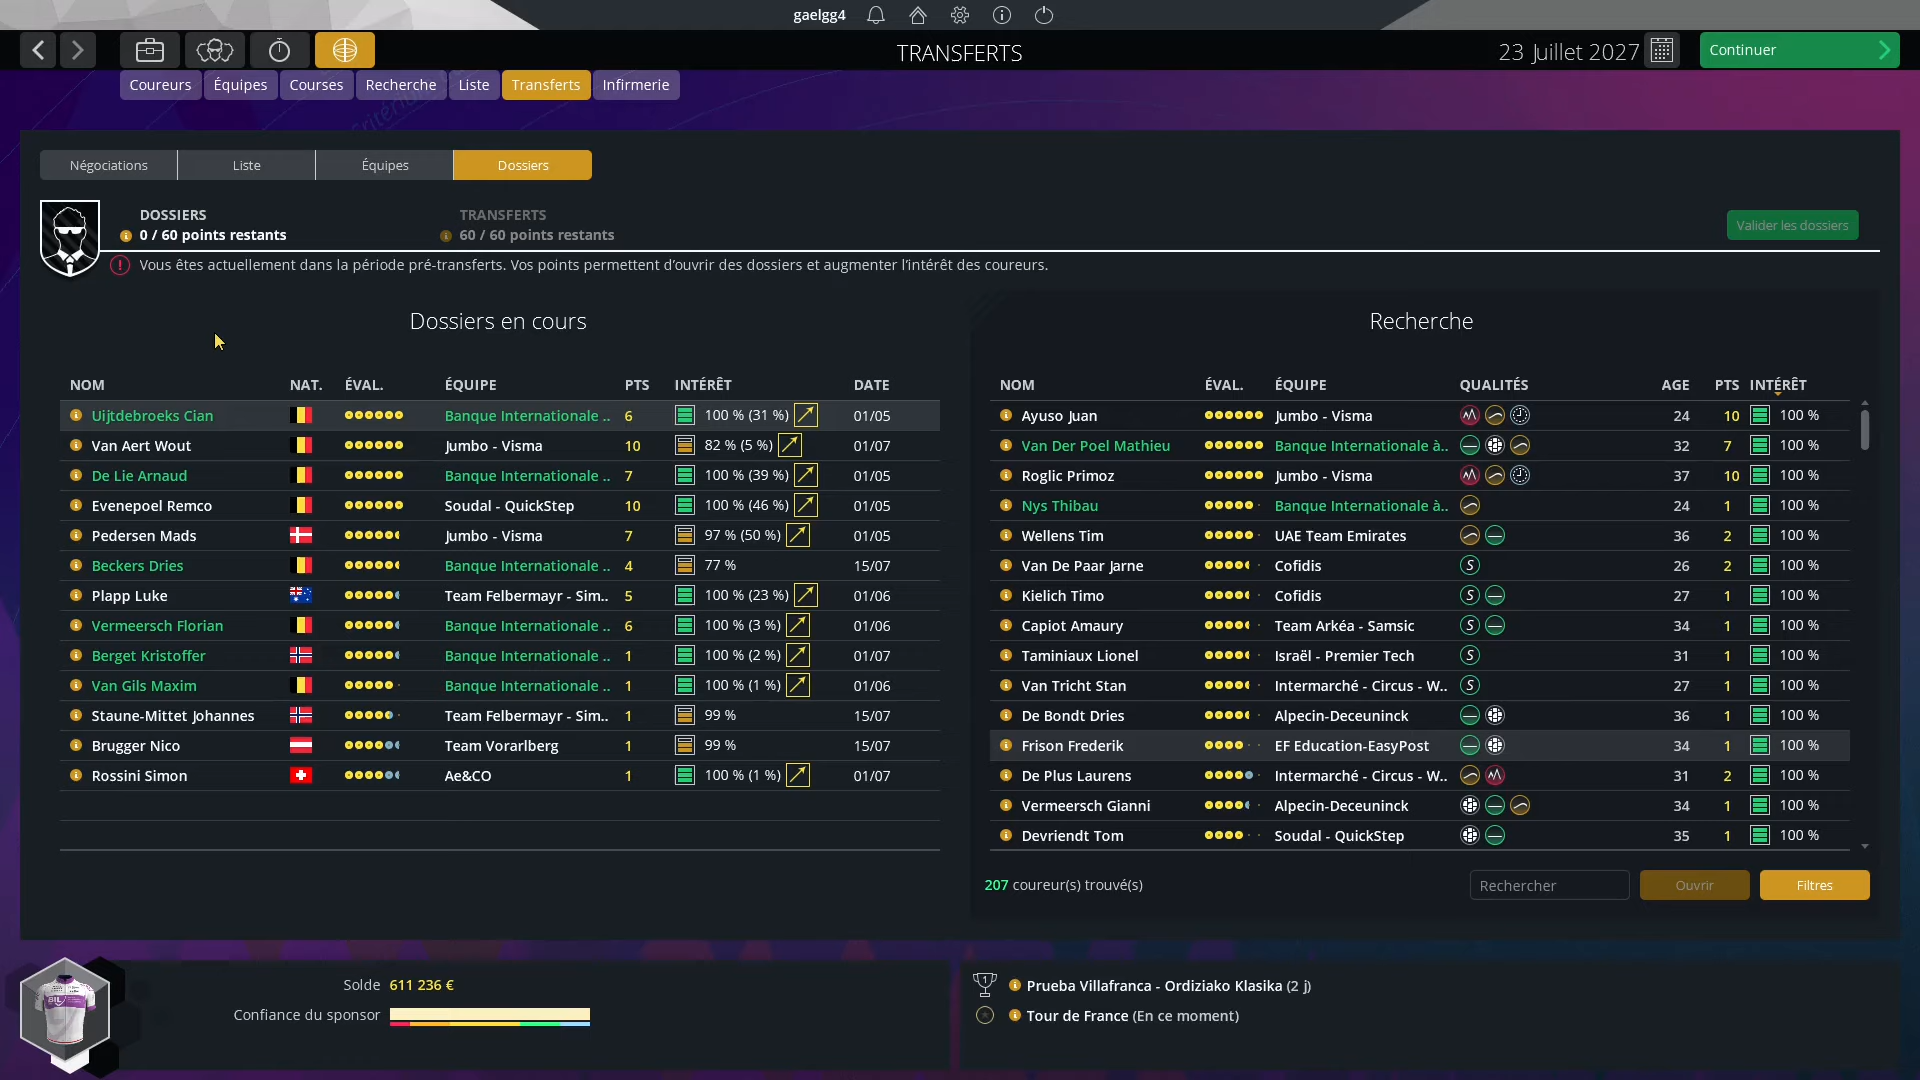 gaelgg4
TRANSFERTS
23 Juillet 2027
Continuer
Coureurs Équipes Courses Recherche Liste Transferts Infirmerie
Négociations Liste Équipes Dossiers
DOSSIERS
0 / 60 points restants
TRANSFERTS
60 / 60 points restants
Valider les dossiers
Vous êtes actuellement dans la période pré-transferts. Vos points permettent d'ouvrir des dossiers et augmenter l'intérêt des coureurs.
Dossiers en cours
NOM NAT. ÉVAL. ÉQUIPE PTS INTÉRÊT DATE
Uijtdebroeks Cian Banque Internationale .. 6 100 % (31 %) 01/05
Van Aert Wout Jumbo - Visma 10 82 % (5 %) 01/07
De Lie Arnaud Banque Internationale .. 7 100 % (39 %) 01/05
Evenepoel Remco Soudal - QuickStep 10 100 % (46 %) 01/05
Pedersen Mads Jumbo - Visma 7 97 % (50 %) 01/05
Beckers Dries Banque Internationale .. 4 77 % 15/07
Plapp Luke Team Felbermayr - Sim.. 5 100 % (23 %) 01/06
Vermeersch Florian Banque Internationale .. 6 100 % (3 %) 01/06
Berget Kristoffer Banque Internationale .. 1 100 % (2 %) 01/07
Van Gils Maxim Banque Internationale .. 1 100 % (1 %) 01/06
Staune-Mittet Johannes Team Felbermayr - Sim.. 1 99 % 15/07
Brugger Nico Team Vorarlberg 1 99 % 15/07
Rossini Simon Ae&CO 1 100 % (1 %) 01/07
Recherche
NOM ÉVAL. ÉQUIPE QUALITÉS AGE PTS INTÉRÊT
Ayuso Juan Jumbo - Visma 24 10 100 %
Van Der Poel Mathieu Banque Internationale à.. 32 7 100 %
Roglic Primoz Jumbo - Visma 37 10 100 %
Nys Thibau Banque Internationale à.. 24 1 100 %
Wellens Tim UAE Team Emirates 36 2 100 %
Van De Paar Jarne Cofidis S 26 2 100 %
Kielich Timo Cofidis S 27 1 100 %
Capiot Amaury Team Arkéa - Samsic S 34 1 100 %
Taminiaux Lionel Israël - Premier Tech S 31 1 100 %
Van Tricht Stan Intermarché - Circus - W.. S 27 1 100 %
De Bondt Dries Alpecin-Deceuninck 36 1 100 %
Frison Frederik EF Education-EasyPost 34 1 100 %
De Plus Laurens Intermarché - Circus - W.. 31 2 100 %
Vermeersch Gianni Alpecin-Deceuninck 34 1 100 %
Devriendt Tom Soudal - QuickStep 35 1 100 %
207 coureur(s) trouvé(s)
Rechercher
Ouvrir
Filtres
Solde 611 236 €
Confiance du sponsor
BIL
Prueba Villafranca - Ordiziako Klasika (2 j)
Tour de France (En ce moment)